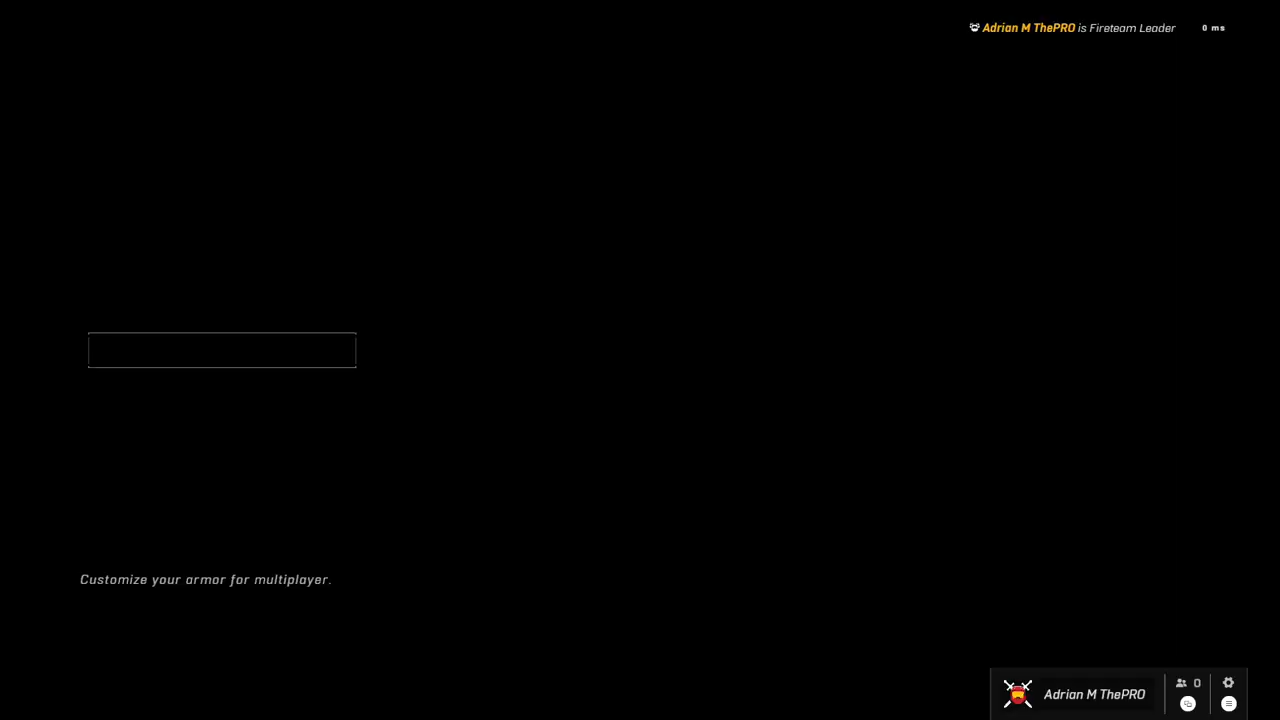 Adrian M ThePRO is Fireteam Leader
0 ms
Customize your armor for multiplayer.
Adrian M ThePRO
0